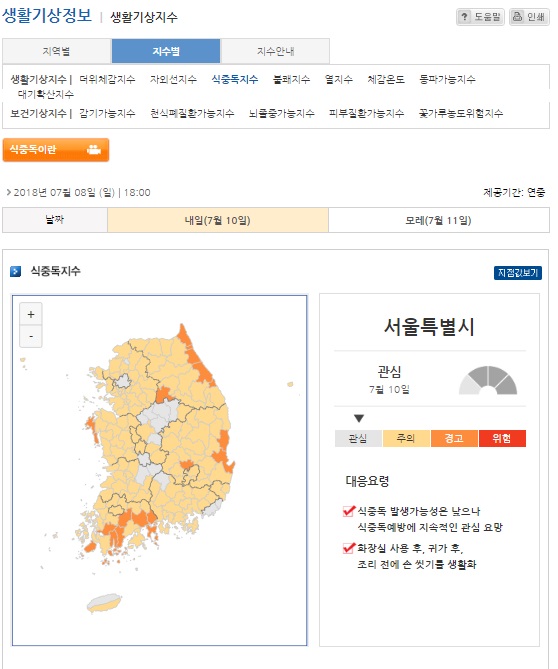 생활기상정보 | 생활기상지수
도움말 인쇄
지역별 지수별 지수안내
생활기상지수 | 더위체감지수 자외선지수 식중독지수 불쾌지수 열지수 체감온도 동파가능지수
대기확산지수
보건기상지수 | 감기가능지수 천식폐질환가능지수 뇌졸중가능지수 피부질환가능지수 꽃가루농도위험지수
식중독이란
2018년 07월 08일 (일) | 18:00 제공기간: 연중
날짜 내일(7월 10일) 모레(7월 11일)
식중독지수 지점값보기
+
-
서울특별시
관심
7월 10일
관심 주의 경고 위험
대응요령
식중독 발생가능성은 낮으나
식중독예방에 지속적인 관심 요망
화장실 사용 후, 귀가 후,
조리 전에 손 씻기를 생활화